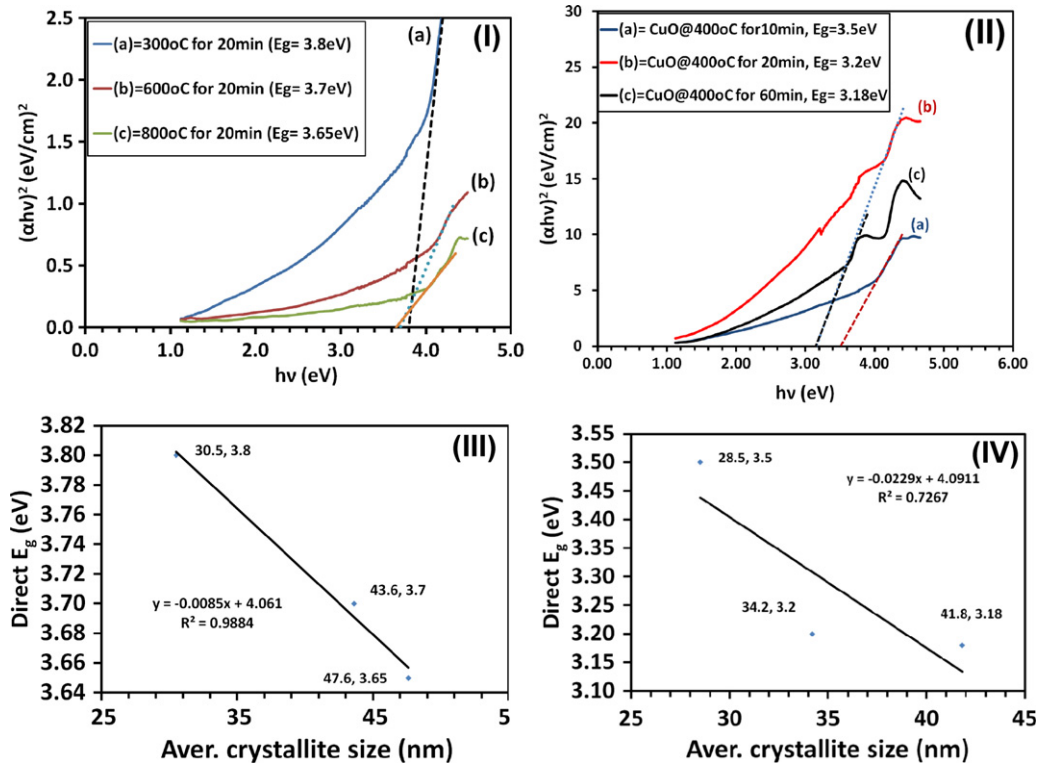 (I)
(a)
(a)=300oC for 20min (Eg= 3.8eV)
(b)=600oC for 20min (Eg= 3.7eV)
(c)=800oC for 20min (Eg= 3.65eV)
(b)
(c)
(αhv)² (eV/cm)²
2.5
2.0
1.5
1.0
0.5
0.0
0.0 1.0 2.0 3.0 4.0 5.0
hv (eV)
(II)
(a)= CuO@400oC for10min, Eg=3.5eV
(b)=CuO@400oC for 20min, Eg= 3.2eV
(c)=CuO@400oC for 60min, Eg= 3.18eV
(b)
(c)
(a)
(αhv)² (eV/cm)²
30
25
20
15
10
5
0
0.00 1.00 2.00 3.00 4.00 5.00 6.00
hv (eV)
(III)
Direct Eg (eV)
3.82
3.80
3.78
3.76
3.74
3.72
3.70
3.68
3.66
3.64
30.5, 3.8
43.6, 3.7
y = -0.0085x + 4.061
R² = 0.9884
47.6, 3.65
25 35 45 5
Aver. crystallite size (nm)
(IV)
Direct Eg (eV)
3.55
3.50
3.45
3.40
3.35
3.30
3.25
3.20
3.15
3.10
28.5, 3.5
y = -0.0229x + 4.0911
R² = 0.7267
34.2, 3.2
41.8, 3.18
25 30 35 40 45
Aver. crystallite size (nm)